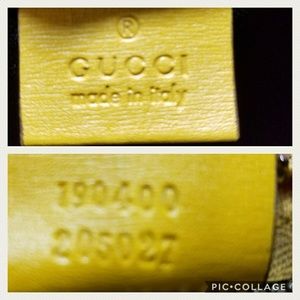 ®
GUCCI
made in Italy
190400
205027
PIC•COLLAGE